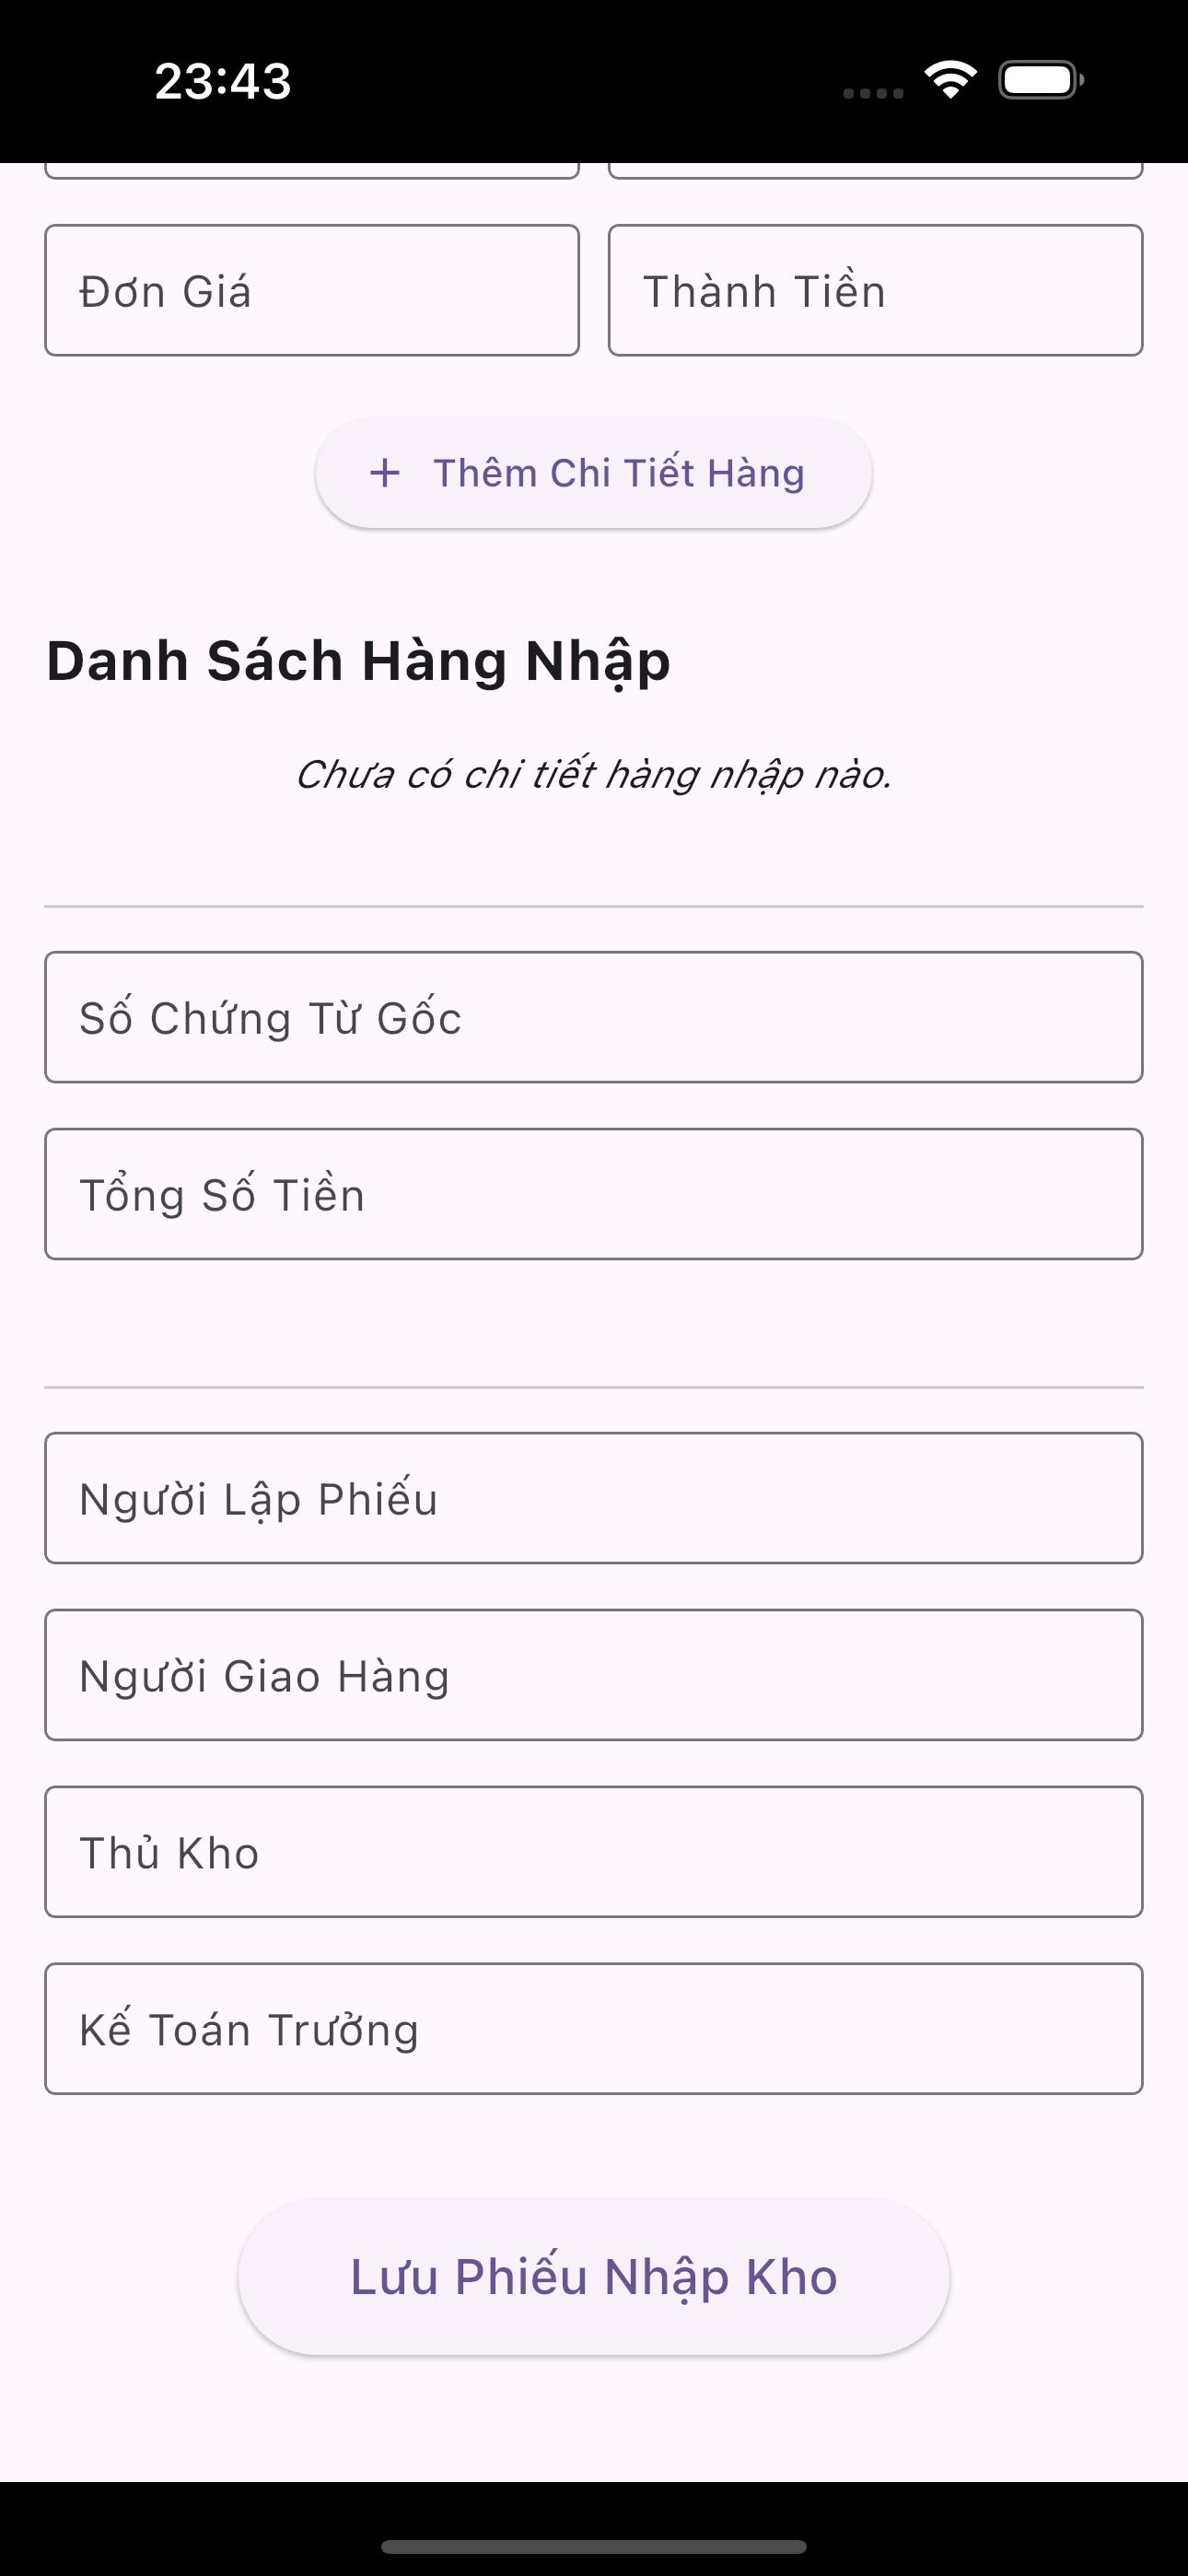 23:43
Đơn Giá
Thành Tiền
+ Thêm Chi Tiết Hàng
Danh Sách Hàng Nhập
Chưa có chi tiết hàng nhập nào.
Số Chứng Từ Gốc
Tổng Số Tiền
Người Lập Phiếu
Người Giao Hàng
Thủ Kho
Kế Toán Trưởng
Lưu Phiếu Nhập Kho